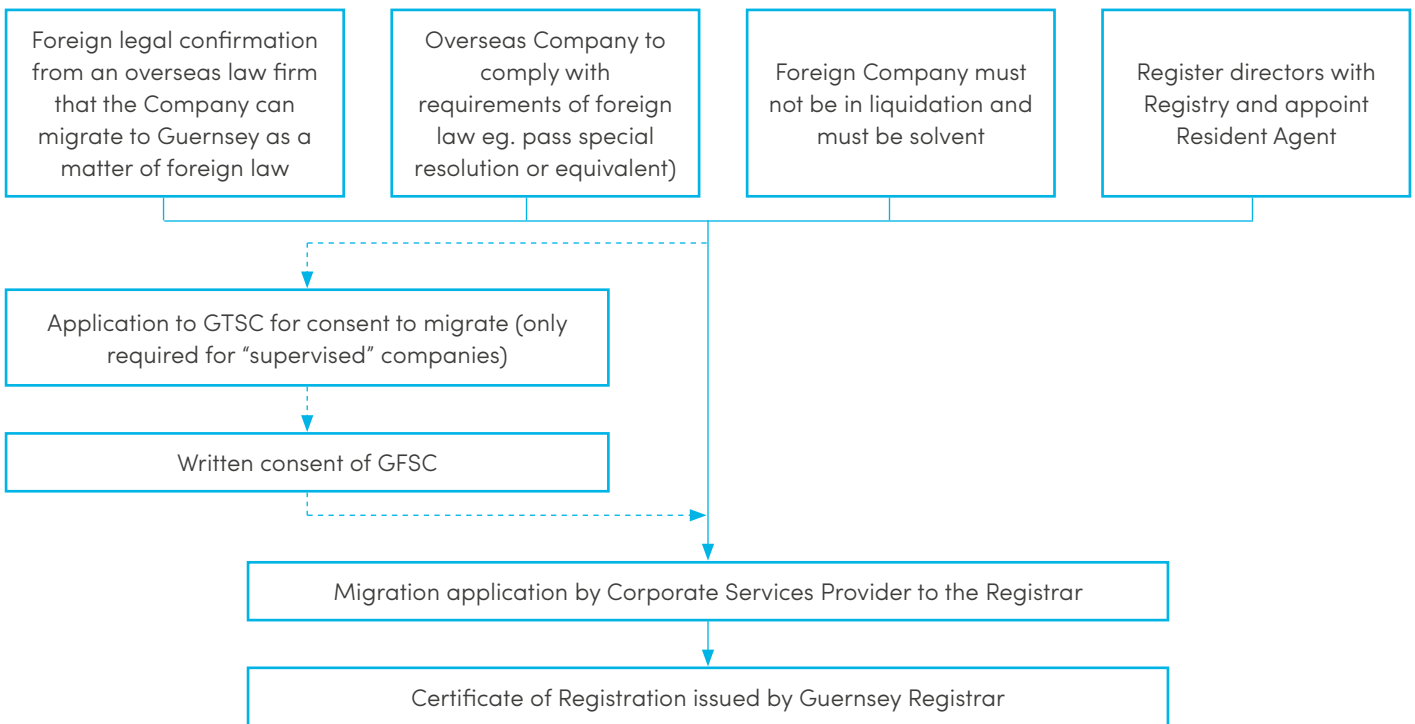 Foreign legal confirmation
from an overseas law firm
that the Company can
migrate to Guernsey as a
matter of foreign law
Overseas Company to
comply with
requirements of foreign
law eg. pass special
resolution or equivalent)
Foreign Company must
not be in liquidation and
must be solvent
Register directors with
Registry and appoint
Resident Agent
Application to GTSC for consent to migrate (only
required for “supervised” companies)
Written consent of GFSC
Migration application by Corporate Services Provider to the Registrar
Certificate of Registration issued by Guernsey Registrar